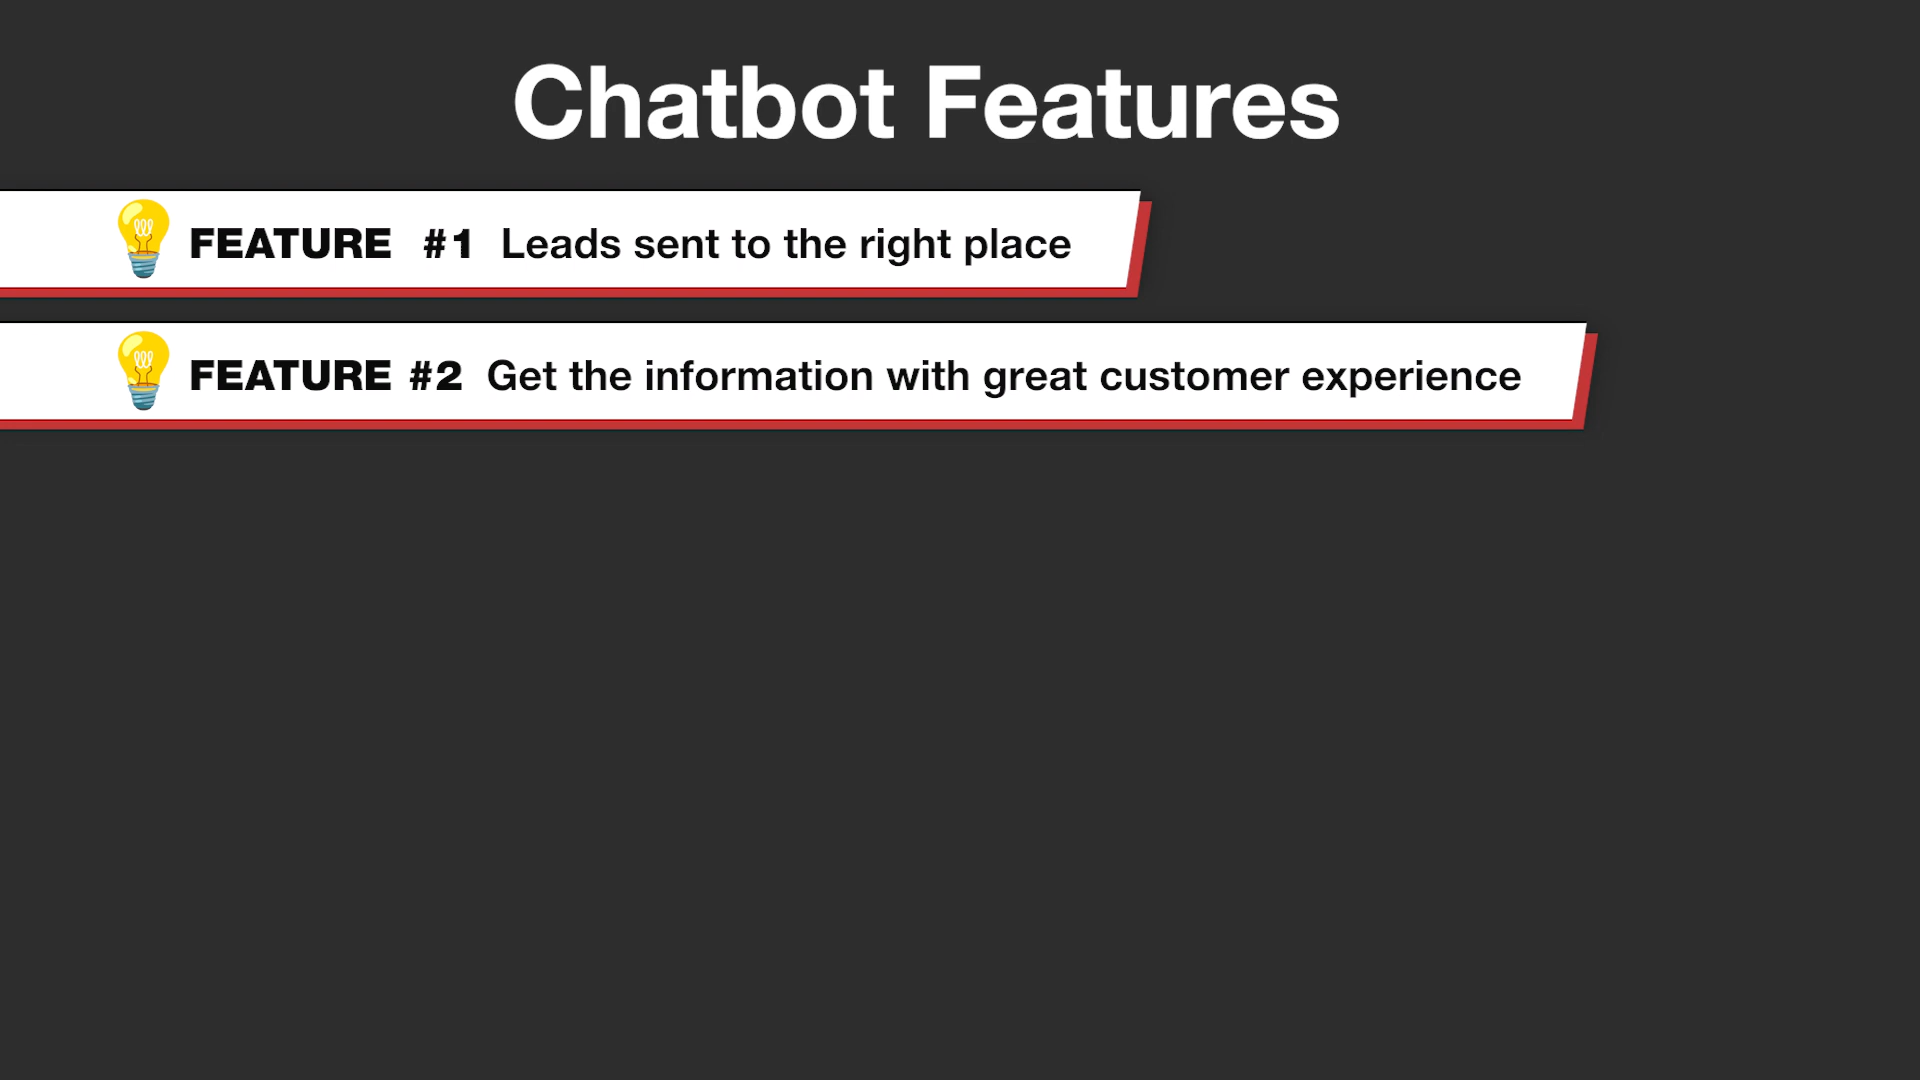 Chatbot Features
FEATURE #1 Leads sent to the right place
FEATURE #2 Get the information with great customer experience